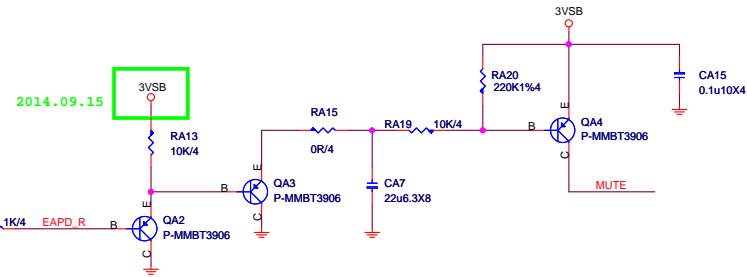 3VSB
3VSB
2014.09.15
RA13
10K/4
RA15
0R/4
RA19
10K/4
RA20
220K1%4
CA15
0.1u10X4
E
B
C
QA4
P-MMBT3906
MUTE
E
B
C
QA3
P-MMBT3906
CA7
22u6.3X8
1K/4
EAPD_R
E
B
C
QA2
P-MMBT3906